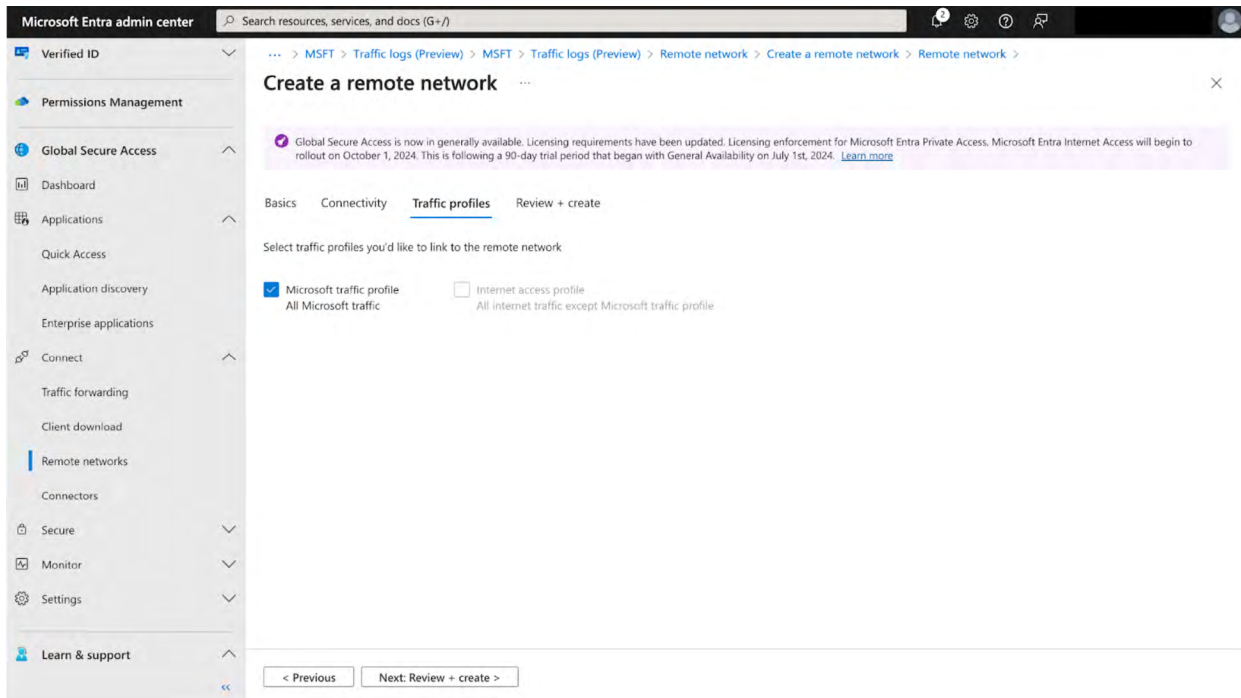 Microsoft Entra admin center
Search resources, services, and docs (G+/)
2
Verified ID
Permissions Management
Global Secure Access
Dashboard
Applications
Quick Access
Application discovery
Enterprise applications
Connect
Traffic forwarding
Client download
Remote networks
Connectors
Secure
Monitor
Settings
Learn & support
<<
... > MSFT > Traffic logs (Preview) > MSFT > Traffic logs (Preview) > Remote network > Create a remote network > Remote network >
Create a remote network ...
Global Secure Access is now in generally available. Licensing requirements have been updated. Licensing enforcement for Microsoft Entra Private Access, Microsoft Entra Internet Access will begin to
rollout on October 1, 2024. This is following a 90-day trial period that began with General Availability on July 1st, 2024. Learn more
Basics Connectivity Traffic profiles Review + create
Select traffic profiles you'd like to link to the remote network
Microsoft traffic profile
All Microsoft traffic
Internet access profile
All internet traffic except Microsoft traffic profile
< Previous Next: Review + create >